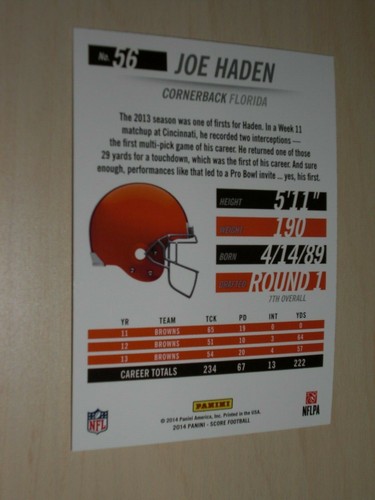 No. 56 JOE HADEN
CORNERBACK FLORIDA
The 2013 season was one of firsts for Haden. In a Week 11
matchup at Cincinnati, he recorded two interceptions —
the first multi-pick game of his career. He returned one of those
29 yards for a touchdown, which was the first of his career. And sure
enough, performances like that led to a Pro Bowl invite ... yes, his first.
HEIGHT 5'11"
WEIGHT 190
BORN 4/14/89
DRAFTED ROUND 1
7TH OVERALL
YR TEAM TCK PD INT YDS
11 BROWNS 65 19 0 0
12 BROWNS 51 10 3 64
13 BROWNS 54 20 4 57
CAREER TOTALS 234 67 13 222
PANINI
NFL
NFLPA
© 2014 Panini America, Inc. Printed in the USA.
2014 PANINI - SCORE FOOTBALL